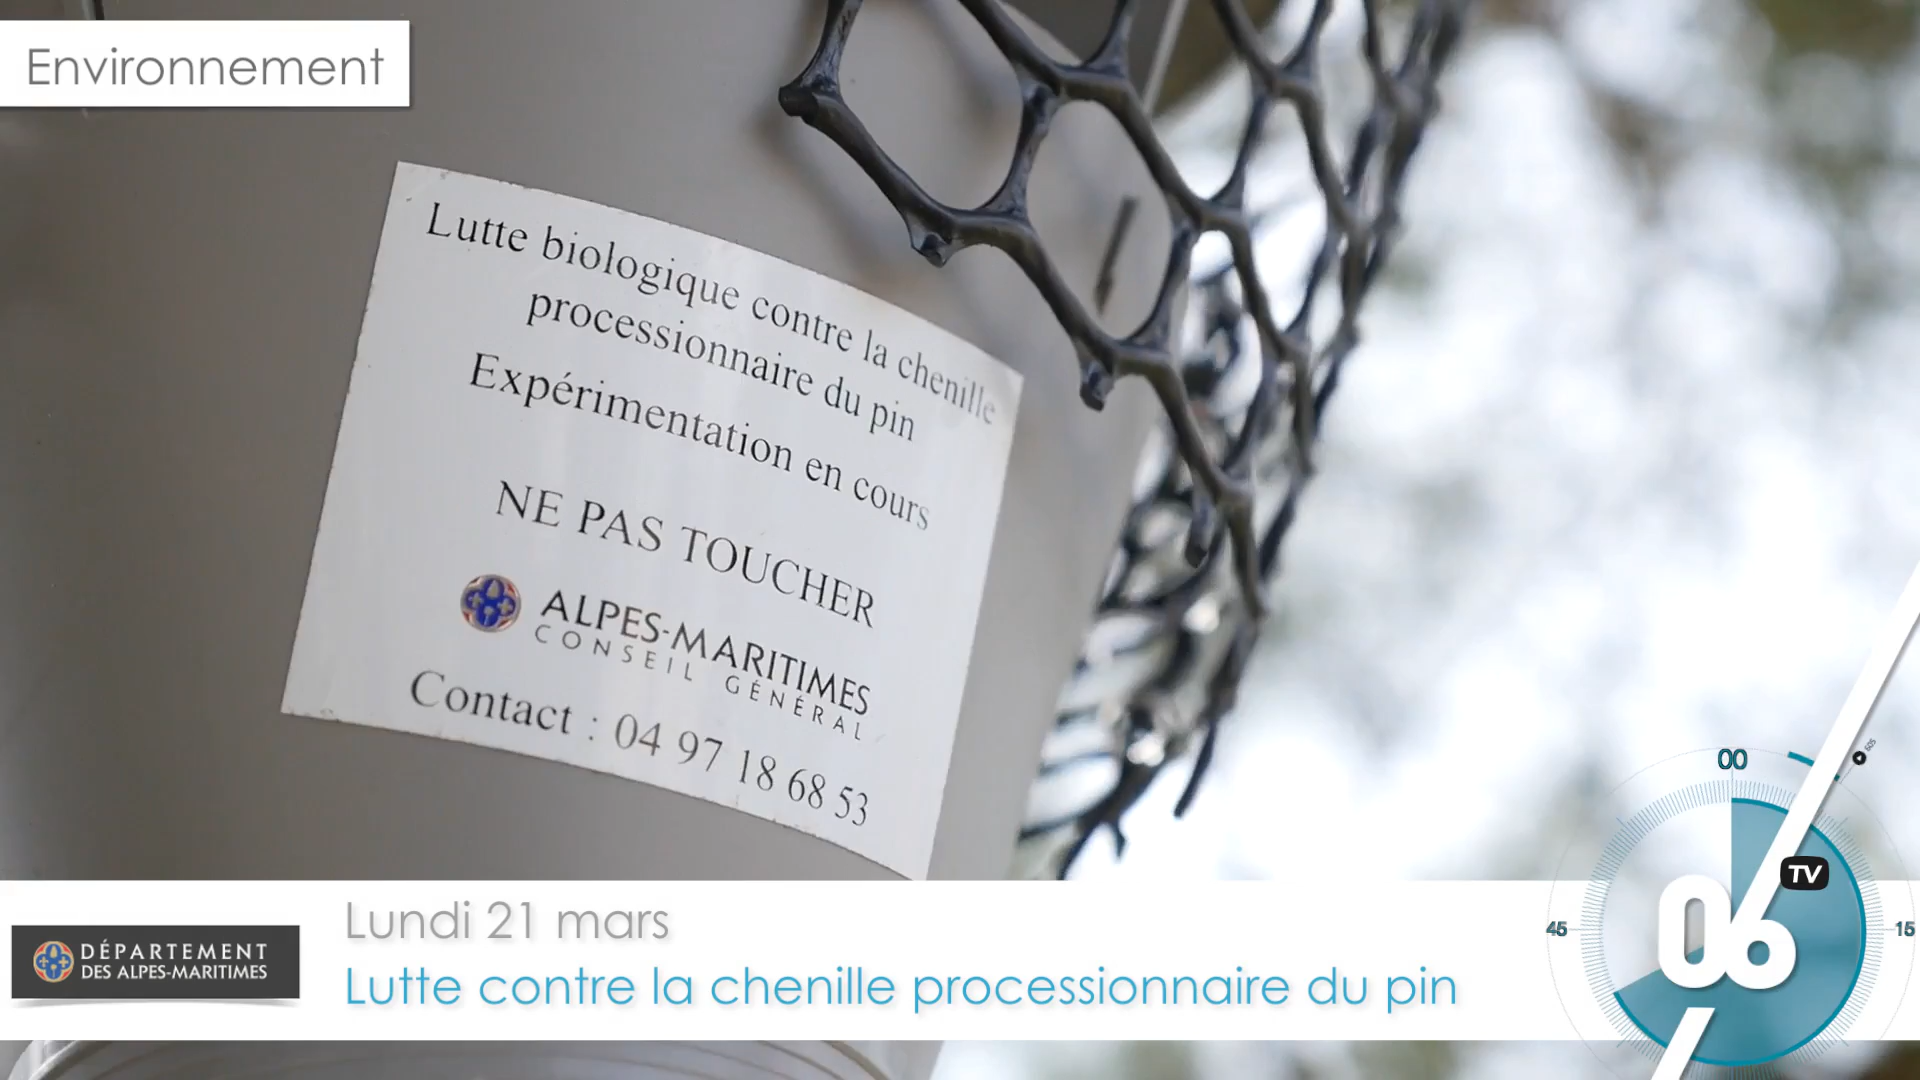 Environnement
Lutte biologique contre la chenille
processionnaire du pin
Expérimentation en cours
NE PAS TOUCHER
ALPES-MARITIMES
CONSEIL GÉNÉRAL
Contact : 04 97 18 68 53
Lundi 21 mars
Lutte contre la chenille processionnaire du pin
DÉPARTEMENT
DES ALPES-MARITIMES
00
TV
06
45
15